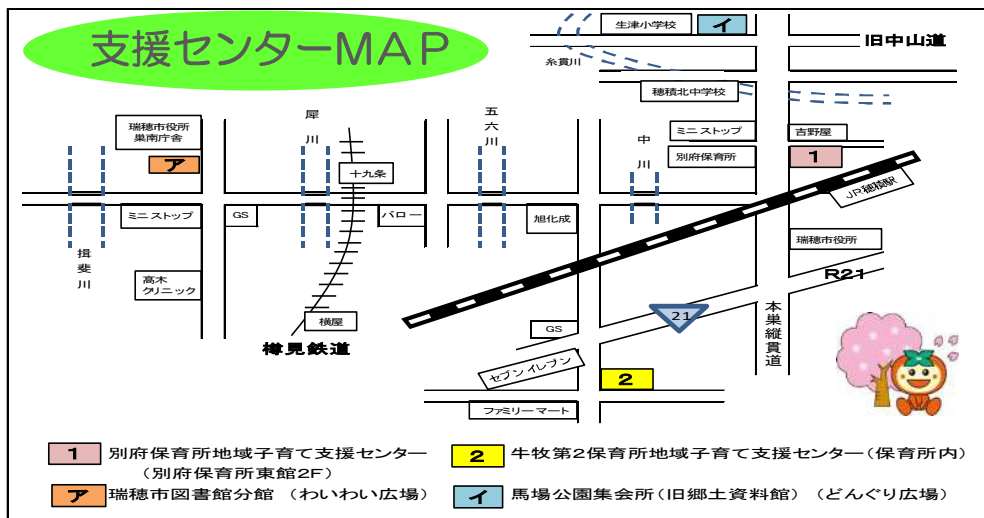 支援センターMAP
生津小学校
イ
旧中山道
糸貫川
穂積北中学校
瑞穂市役所
巣南庁舎
ア
犀川
十九条
五六川
中川
ミニストップ
別府保育所
吉野屋
1
JR穂積駅
ミニストップ
GS
バロー
旭化成
瑞穂市役所
揖斐川
高木
クリニック
R21
横屋
樽見鉄道
GS
21
本巣縦貫道
セブンイレブン
2
ファミリーマート
1 別府保育所地域子育て支援センター
(別府保育所東館2F)
2 牛牧第2保育所地域子育て支援センター(保育所内)
ア 瑞穂市図書館分館 (わいわい広場)
イ 馬場公園集会所(旧郷土資料館) (どんぐり広場)